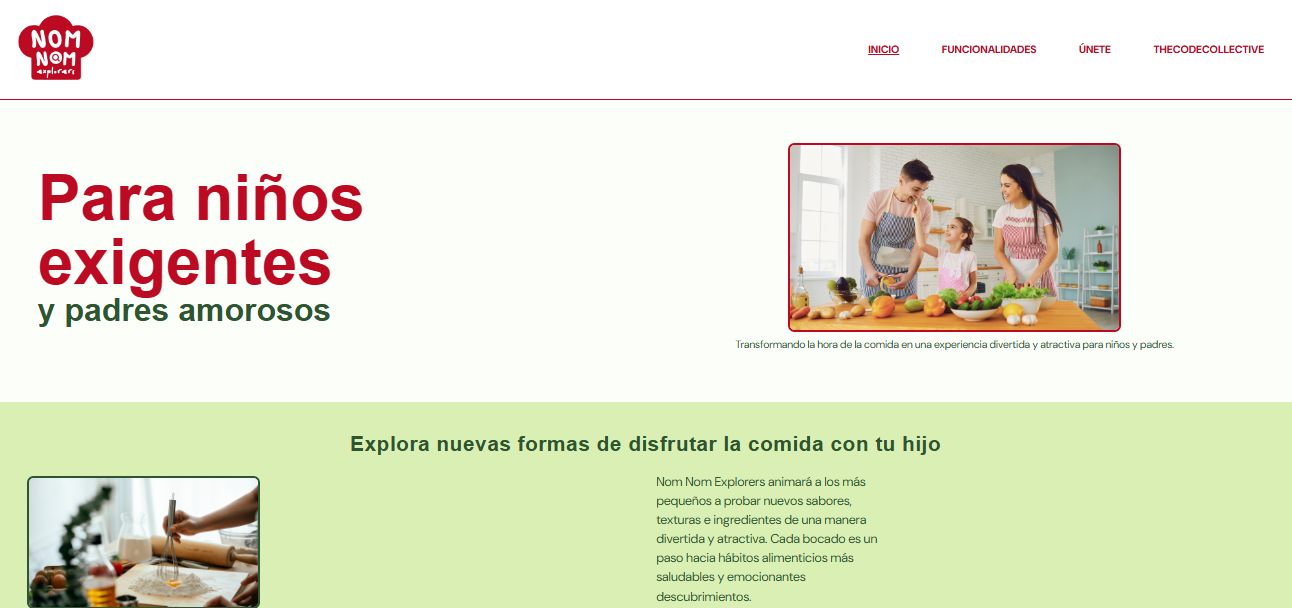 NOM
N@M
explorers
INICIO
FUNCIONALIDADES
ÚNETE
THECODECOLLECTIVE
Para niños
exigentes
y padres amorosos
Transformando la hora de la comida en una experiencia divertida y atractiva para niños y padres.
Explora nuevas formas de disfrutar la comida con tu hijo
Nom Nom Explorers animará a los más
pequeños a probar nuevos sabores,
texturas e ingredientes de una manera
divertida y atractiva. Cada bocado es un
paso hacia hábitos alimenticios más
saludables y emocionantes
descubrimientos.